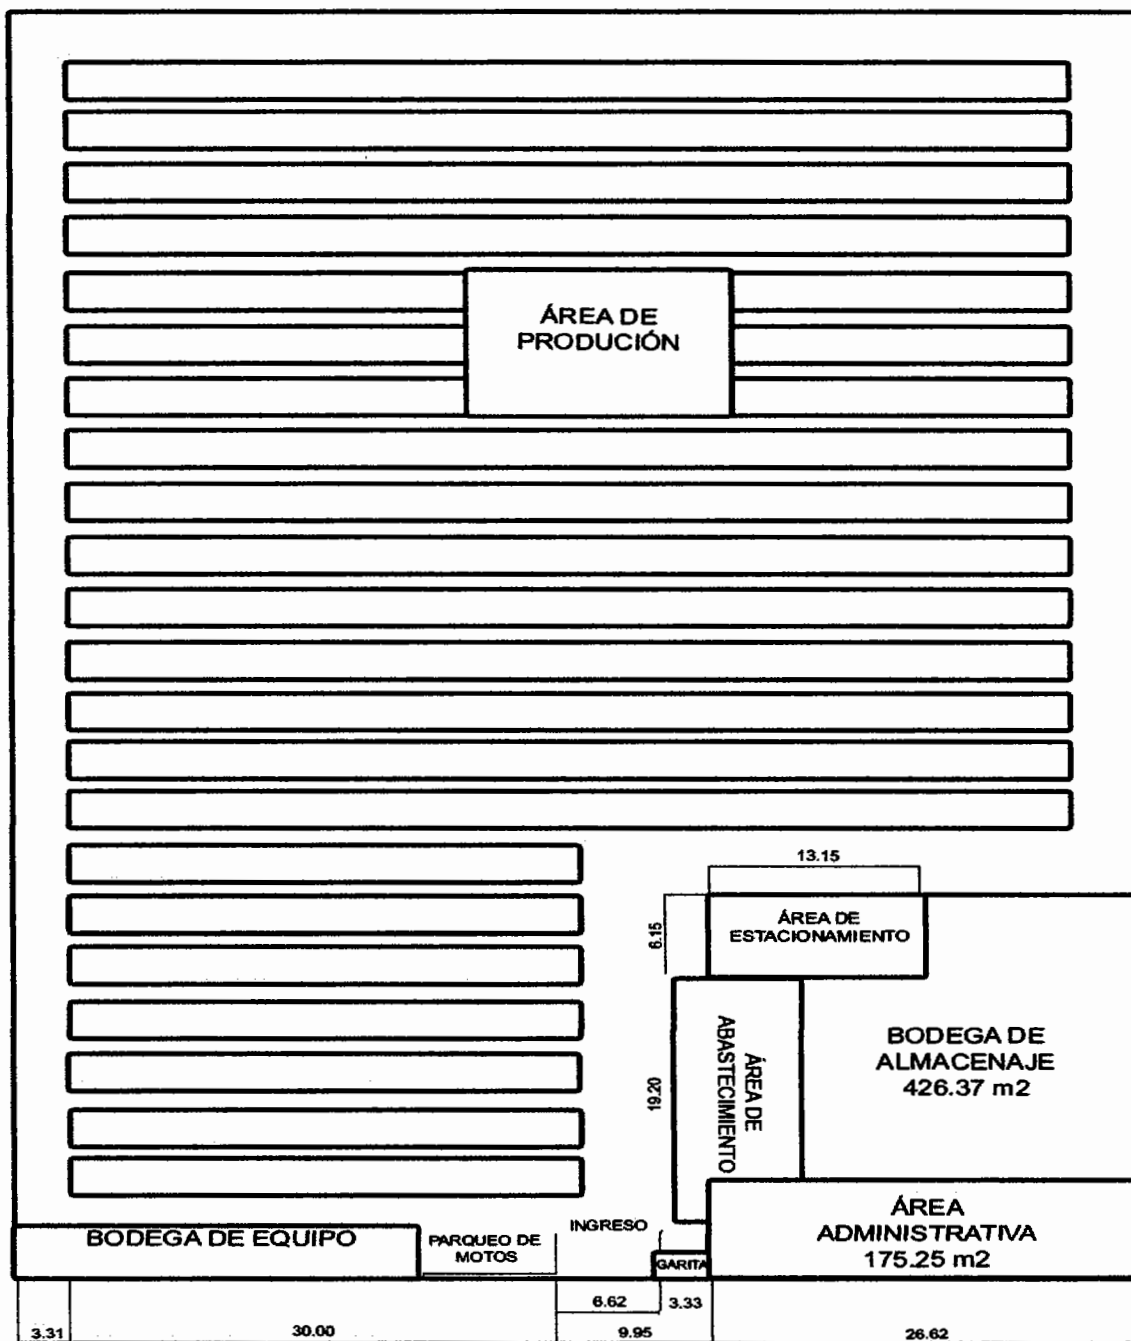 ÁREA DE
PRODUCIÓN
13.15
ÁREA DE
ESTACIONAMIENTO
6.15
BODEGA DE
ALMACENAJE
426.37 m2
ÁREA DE
ABASTECIMIENTO
19.20
ÁREA
ADMINISTRATIVA
175.25 m2
BODEGA DE EQUIPO
PARQUEO DE
MOTOS
INGRESO
GARITA
6.62
3.33
3.31
30.00
9.95
26.62